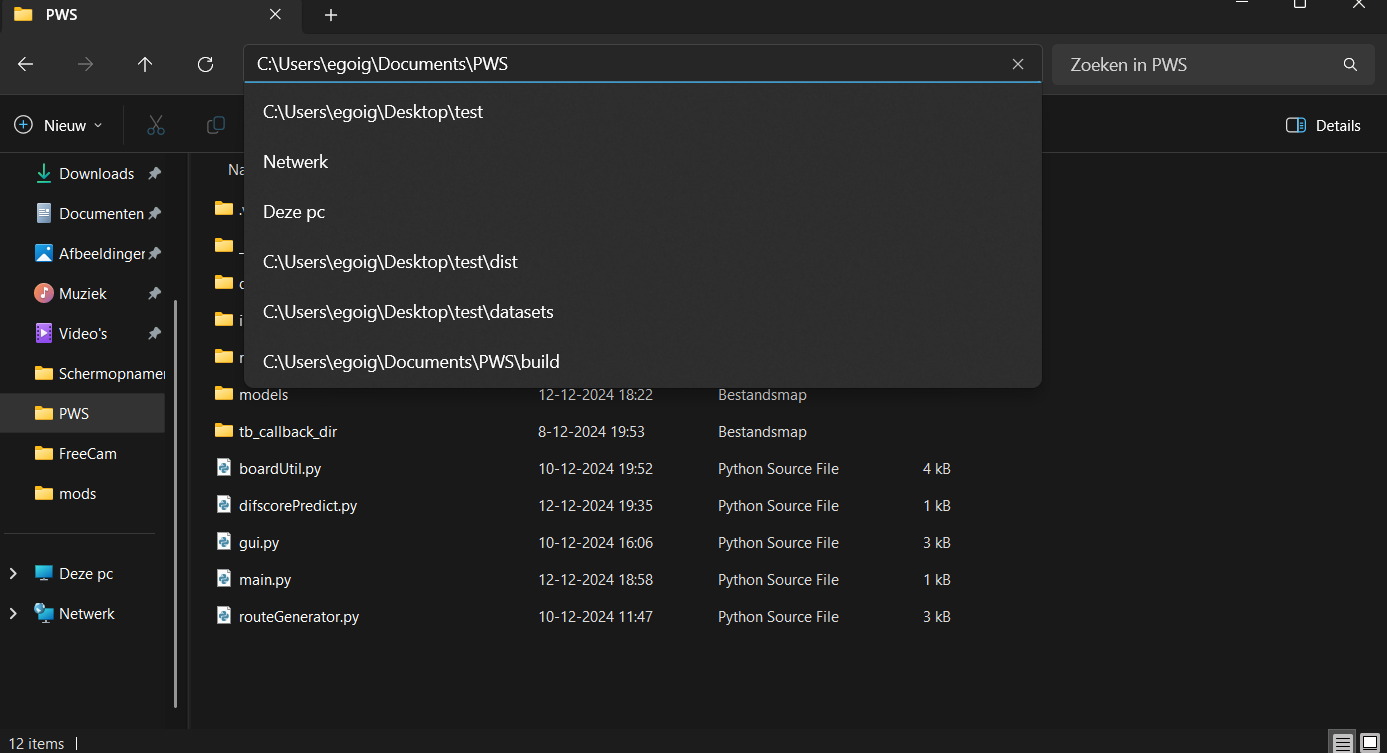 PWS
C:\Users\egoig\Documents\PWS
Zoeken in PWS
C:\Users\egoig\Desktop\test
Netwerk
Deze pc
C:\Users\egoig\Desktop\test\dist
C:\Users\egoig\Desktop\test\datasets
C:\Users\egoig\Documents\PWS\build
Nieuw
Details
Downloads
Documenten
Afbeeldinger
Muziek
Video's
Schermopnamer
PWS
FreeCam
mods
Deze pc
Netwerk
Na
models 12-12-2024 18:22 Bestandsmap
tb_callback_dir 8-12-2024 19:53 Bestandsmap
boardUtil.py 10-12-2024 19:52 Python Source File 4 kB
difscorePredict.py 12-12-2024 19:35 Python Source File 1 kB
gui.py 10-12-2024 16:06 Python Source File 3 kB
main.py 12-12-2024 18:58 Python Source File 1 kB
routeGenerator.py 10-12-2024 11:47 Python Source File 3 kB
12 items